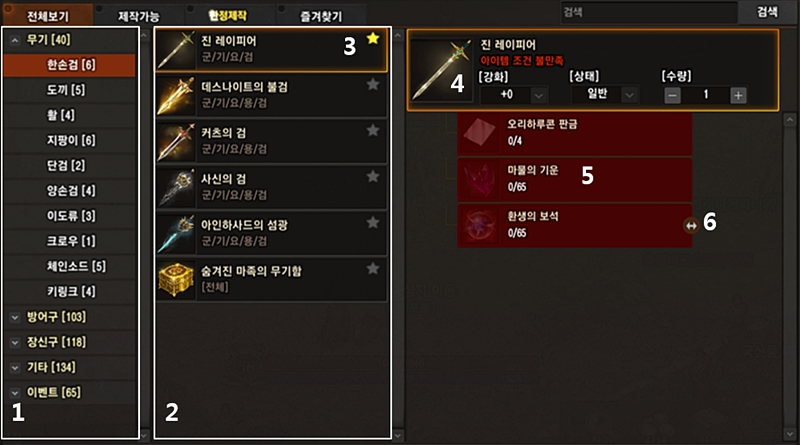 전체보기 제작가능 한정제작 즐겨찾기 검색 검색
무기 [40]
한손검 [6]
도끼 [5]
활 [4]
지팡이 [6]
단검 [2]
양손검 [4]
이도류 [3]
크로우 [1]
체인소드 [5]
키링크 [4]
방어구 [103]
장신구 [118]
기타 [134]
이벤트 [65]
1
진 레이피어
군/기/요/검
3
데스나이트의 불검
군/기/요/용/검
커츠의 검
군/기/요/용/검
사신의 검
군/기/요/용/검
아인하사드의 섬광
군/기/요/용/검
숨겨진 마족의 무기함
[전체]
2
진 레이피어
아이템 조건 불만족
4
[강화] [상태] [수량]
+0 일반 1
오리하루콘 판금
0/4
마물의 기운
0/65
5
환생의 보석
0/65
6